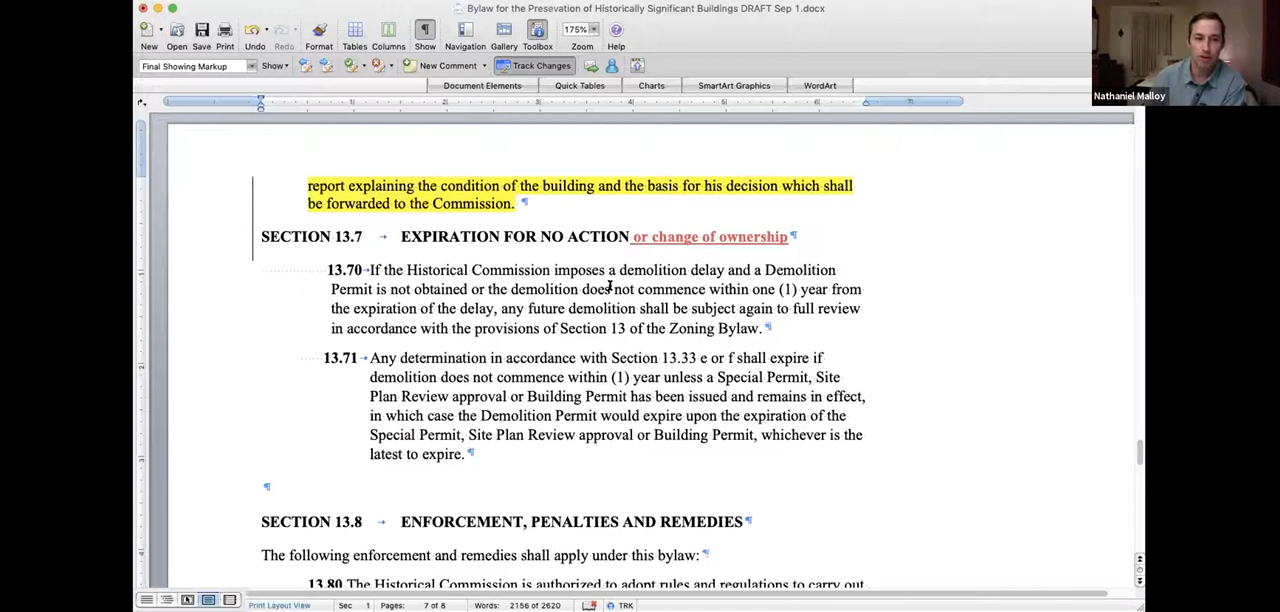 Bylaw for the Presevation of Historically Significant Buildings DRAFT Sep 1.docx
New Open Save Print Undo Redo Format Tables Columns Show Navigation Gallery Toolbox Zoom Help
175%
Final Showing Markup Show New Comment Track Changes
Document Elements Quick Tables Charts SmartArt Graphics WordArt
Nathaniel Malloy
report explaining the condition of the building and the basis for his decision which shall
be forwarded to the Commission. ¶
SECTION 13.7 → EXPIRATION FOR NO ACTION or change of ownership ¶
13.70→If the Historical Commission imposes a demolition delay and a Demolition
Permit is not obtained or the demolition does not commence within one (1) year from
the expiration of the delay, any future demolition shall be subject again to full review
in accordance with the provisions of Section 13 of the Zoning Bylaw. ¶
13.71→Any determination in accordance with Section 13.33 e or f shall expire if
demolition does not commence within (1) year unless a Special Permit, Site
Plan Review approval or Building Permit has been issued and remains in effect,
in which case the Demolition Permit would expire upon the expiration of the
Special Permit, Site Plan Review approval or Building Permit, whichever is the
latest to expire. ¶
¶
SECTION 13.8 → ENFORCEMENT, PENALTIES AND REMEDIES ¶
The following enforcement and remedies shall apply under this bylaw: ¶
13.80 The Historical Commission is authorized to adopt rules and regulations to carry out
Print Layout View Sec 1 Pages: 7 of 8 Words: 2156 of 2620 TRK